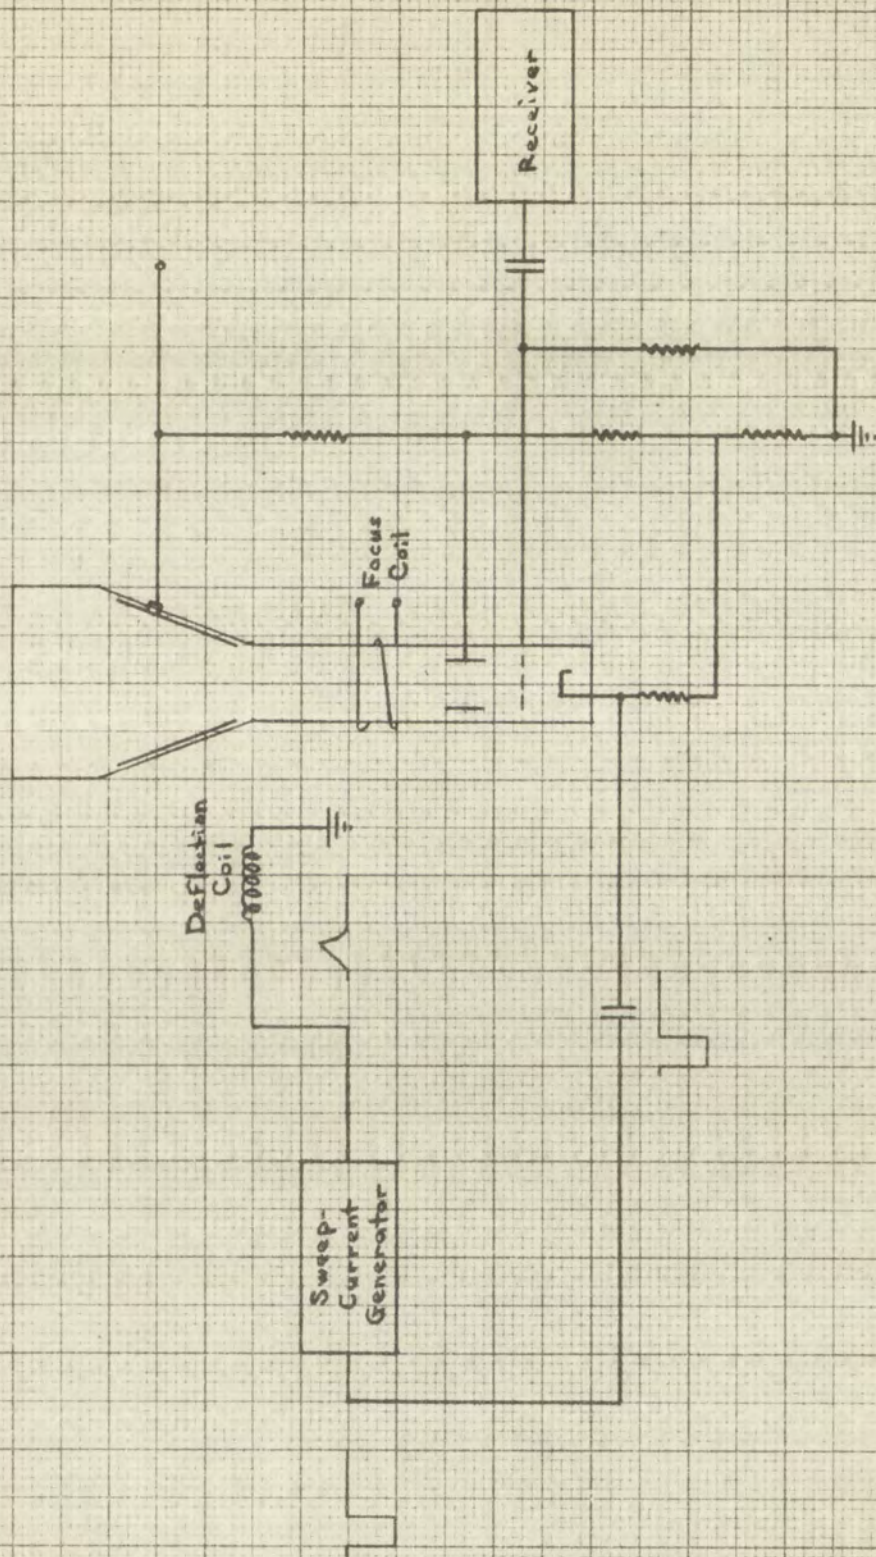 Receiver
Focus
Coil
Deflection
Coil
Sweep-
Current
Generator